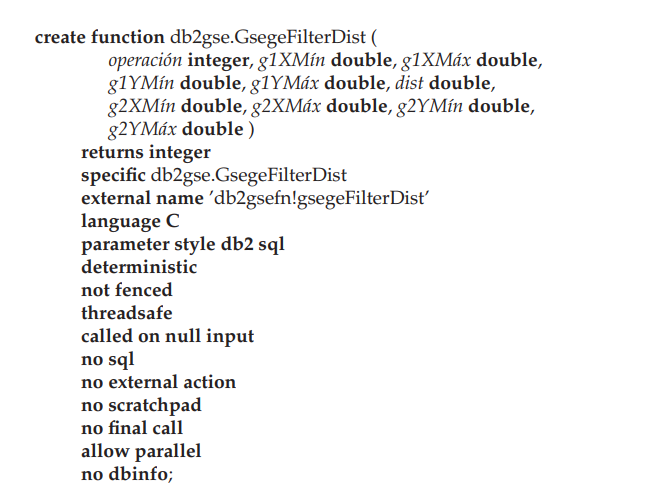 create function db2gse.GsegeFilterDist (
operación integer, g1XMín double, g1XMáx double,
g1YMín double, g1YMáx double, dist double,
g2XMín double, g2XMáx double, g2YMín double,
g2YMáx double )
returns integer
specific db2gse.GsegeFilterDist
external name ’db2gsefn!gsegeFilterDist’
language C
parameter style db2 sql
deterministic
not fenced
threadsafe
called on null input
no sql
no external action
no scratchpad
no final call
allow parallel
no dbinfo;